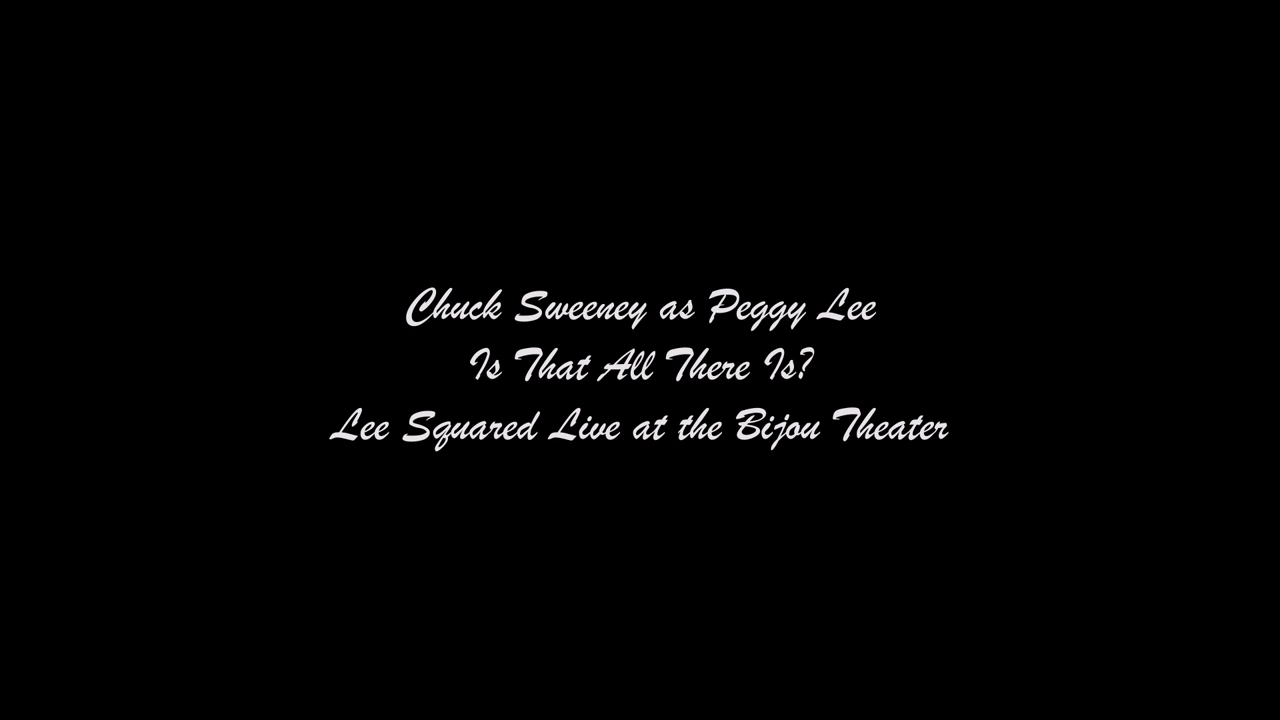 Chuck Sweeney as Peggy Lee
Is That All There Is?
Lee Squared Live at the Bijou Theater